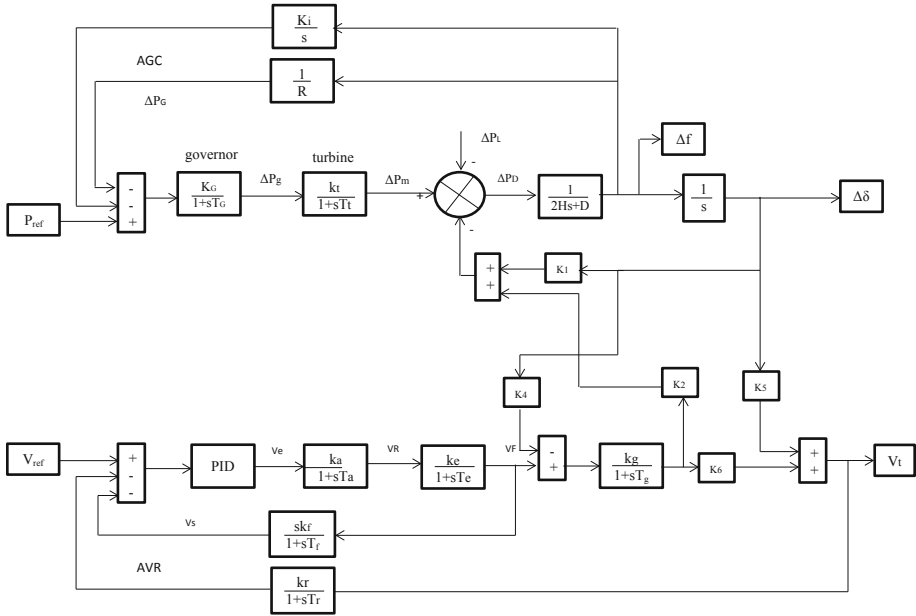 Ki
s
AGC
1
R
ΔPG
ΔPL
-
Δf
governor
turbine
KG
1+sTG
ΔPg
kt
1+sTt
ΔPm
+
ΔPD
1
2Hs+D
1
s
Δδ
-
-
+
Pref
-
+
+
K1
K4
K2
K5
Vref
+
-
-
PID
Ve
ka
1+sTa
VR
ke
1+sTe
VF
-
+
kg
1+sTg
K6
+
+
Vt
Vs
skf
1+sTf
AVR
kr
1+sTr